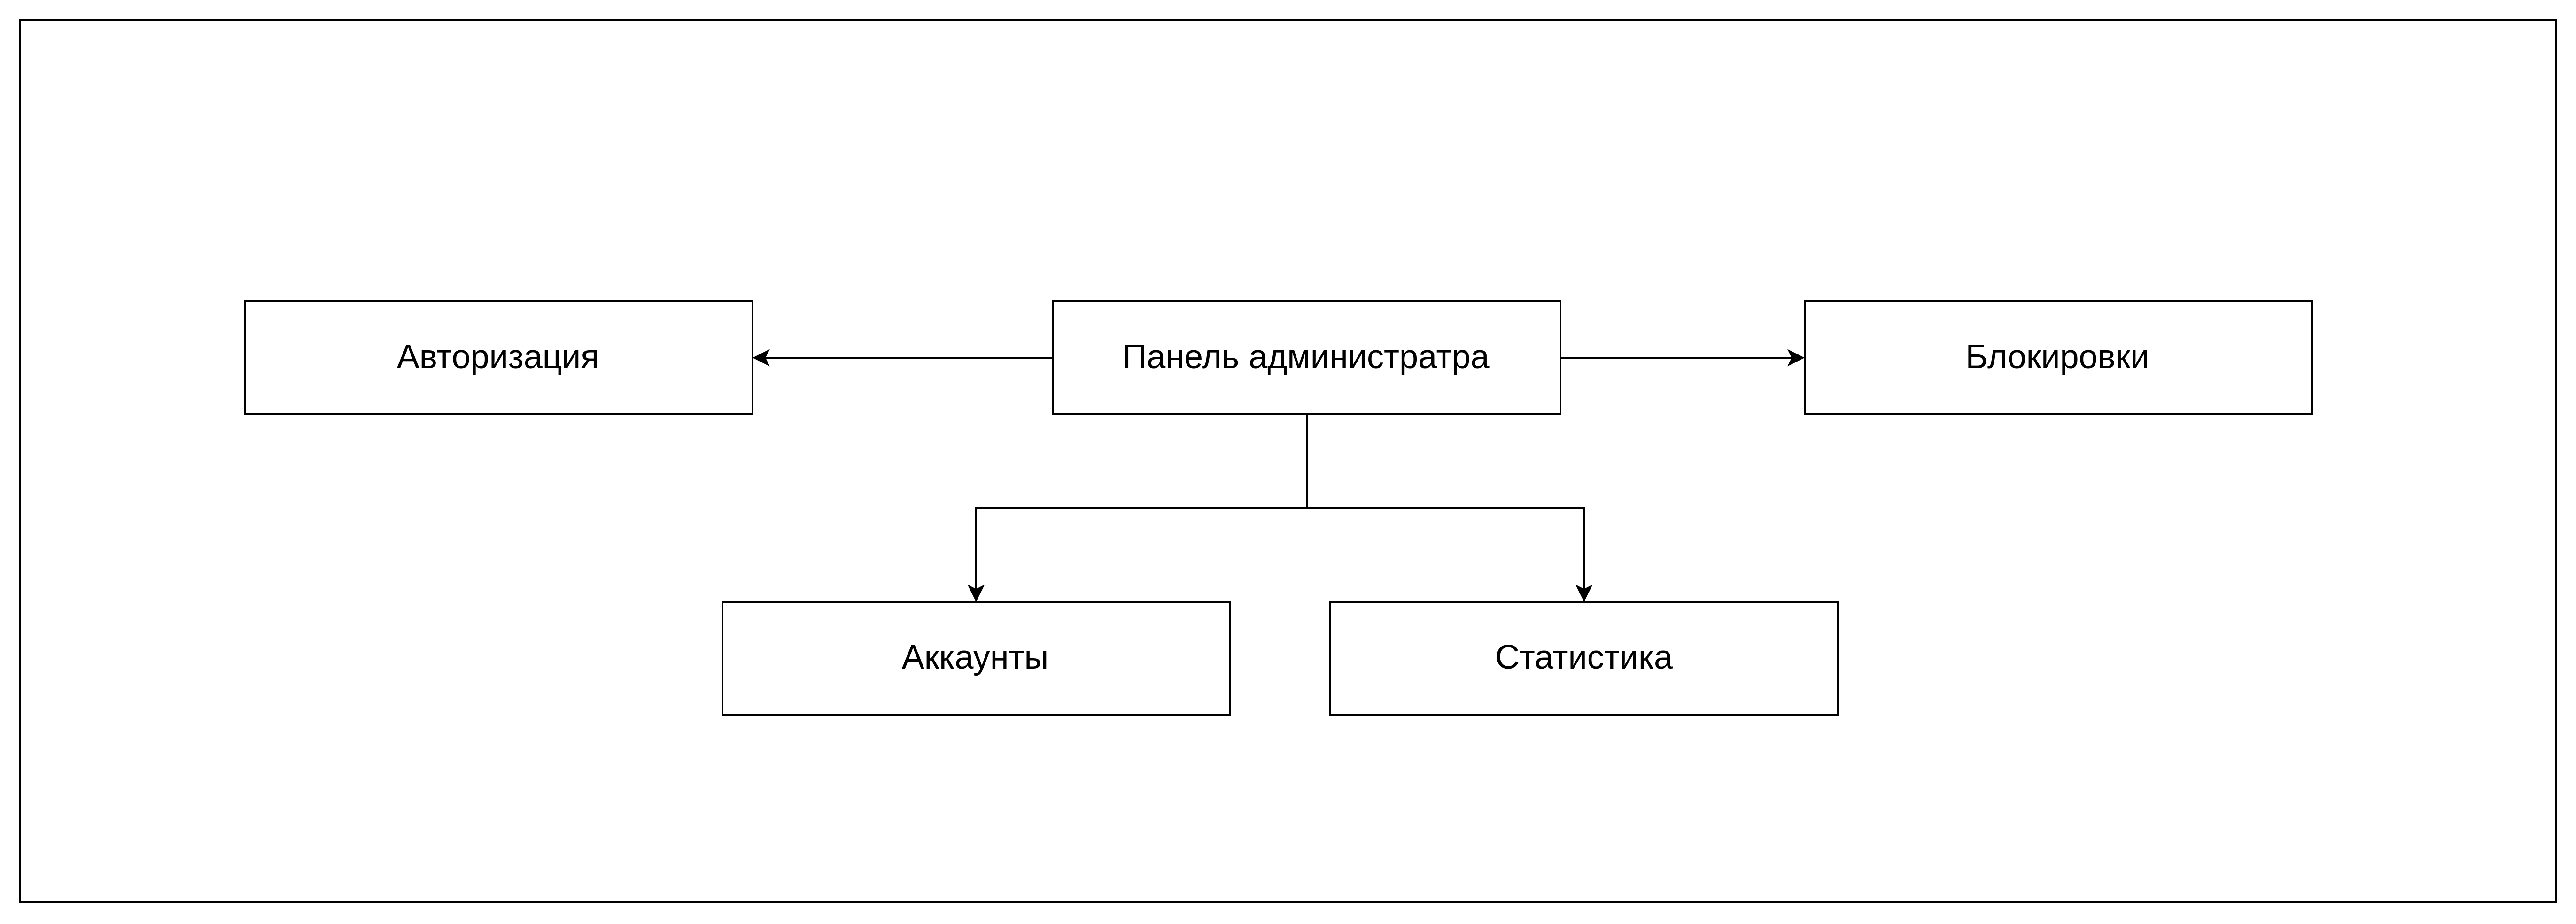 Авторизация
Панель администратра
Блокировки
Аккаунты
Статистика